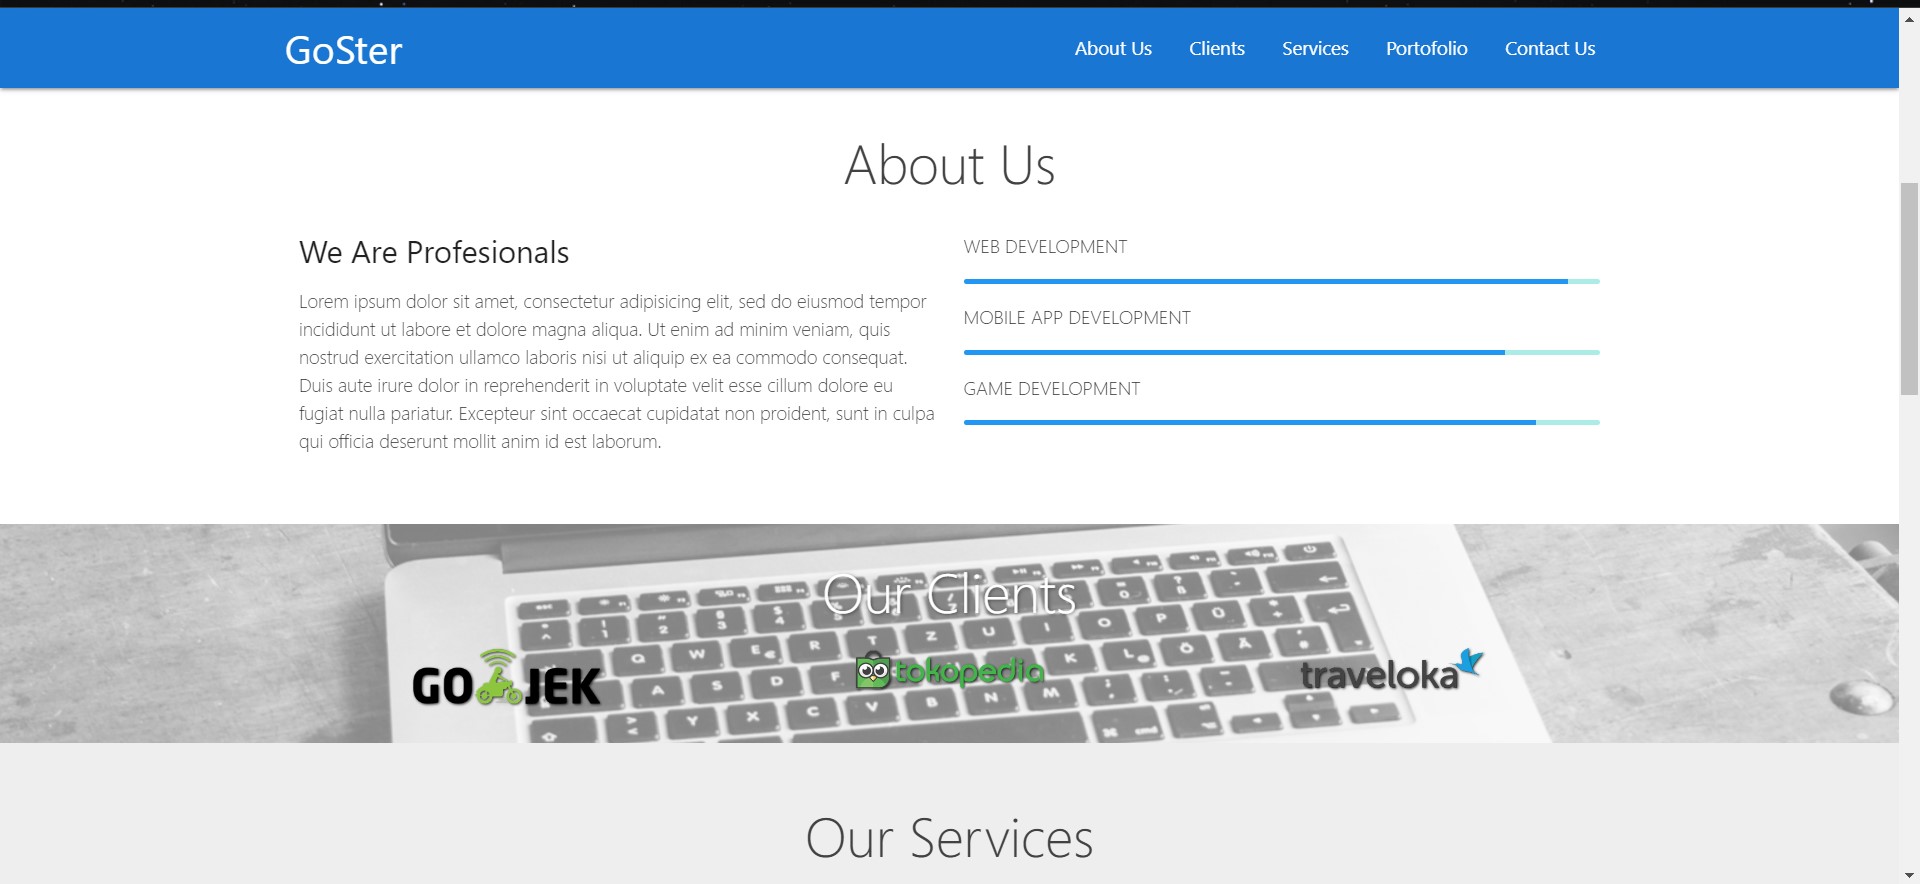 GoSter
About Us
Clients
Services
Portofolio
Contact Us
About Us
We Are Profesionals
Lorem ipsum dolor sit amet, consectetur adipisicing elit, sed do eiusmod tempor
incididunt ut labore et dolore magna aliqua. Ut enim ad minim veniam, quis
nostrud exercitation ullamco laboris nisi ut aliquip ex ea commodo consequat.
Duis aute irure dolor in reprehenderit in voluptate velit esse cillum dolore eu
fugiat nulla pariatur. Excepteur sint occaecat cupidatat non proident, sunt in culpa
qui officia deserunt mollit anim id est laborum.
WEB DEVELOPMENT
MOBILE APP DEVELOPMENT
GAME DEVELOPMENT
Our Clients
GO JEK
tokopedia
traveloka
Our Services